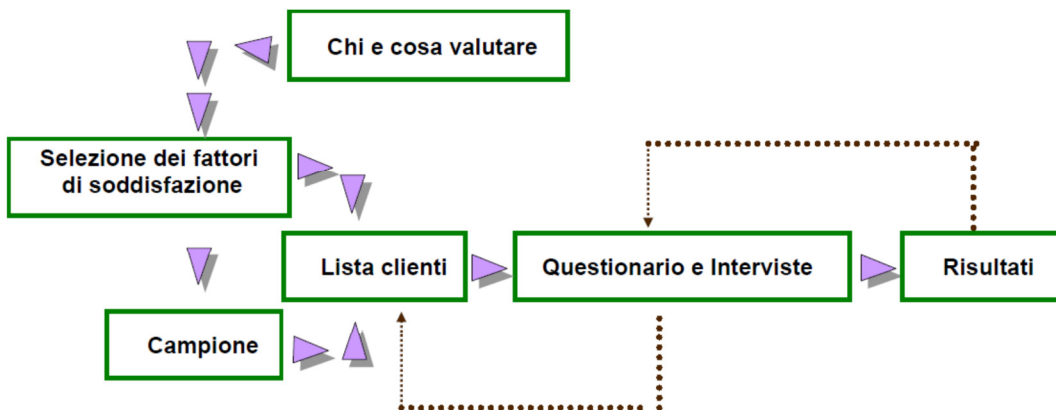 Chi e cosa valutare
Selezione dei fattori
di soddisfazione
Lista clienti
Questionario e Interviste
Risultati
Campione